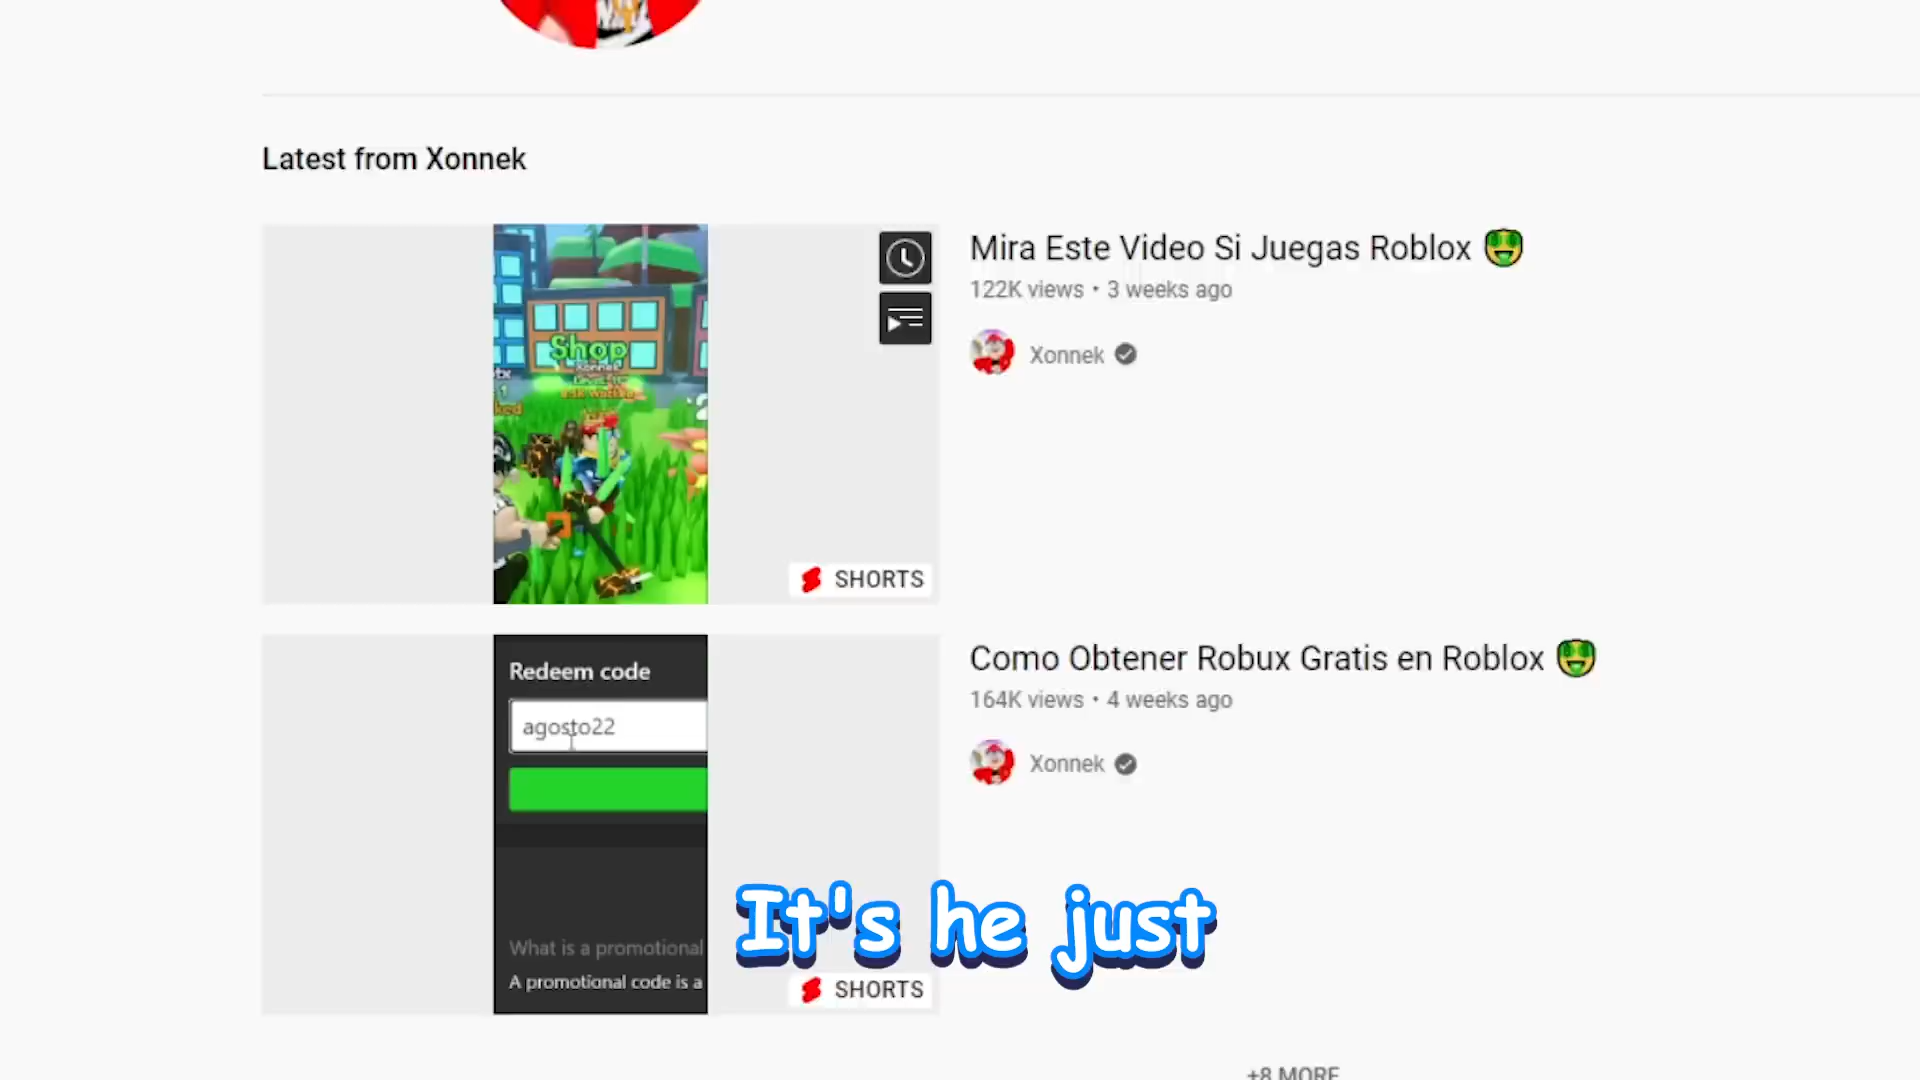 Latest from Xonnek
Shop
Xonnek
Mira Este Video Si Juegas Roblox 🤑
122K views • 3 weeks ago
Xonnek
SHORTS
Redeem code
agosto22
What is a promotional
A promotional code is a
Como Obtener Robux Gratis en Roblox 🤑
164K views • 4 weeks ago
Xonnek
It's he just
SHORTS
+8 MORE